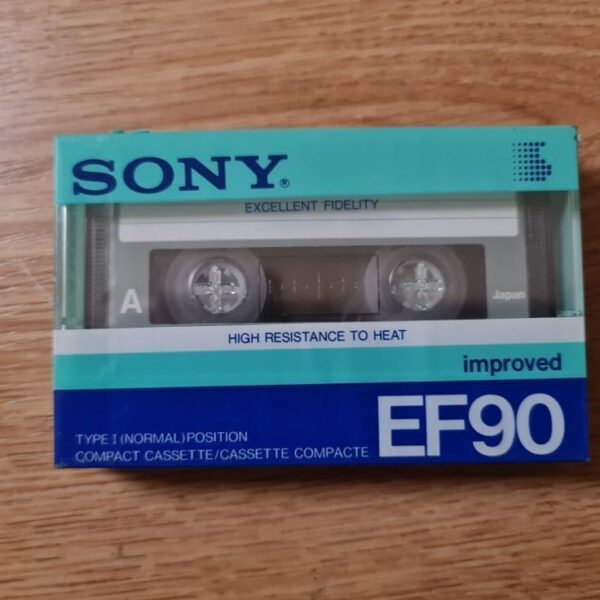 SONY®
EXCELLENT FIDELITY
A
Japan
HIGH RESISTANCE TO HEAT
improved
EF90
TYPE I (NORMAL) POSITION
COMPACT CASSETTE/CASSETTE COMPACTE